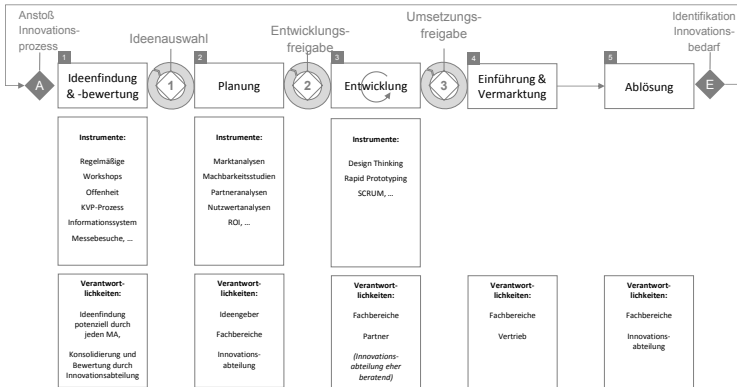 Anstoß
Innovations-
prozess
Ideenauswahl
Entwicklungs-
freigabe
Umsetzungs-
freigabe
Identifikation
Innovations-
bedarf
A
1
Ideenfindung
& -bewertung
1
2
Planung
2
3
Entwicklung
3
4
Einführung &
Vermarktung
5
Ablösung
E
Instrumente:
Regelmäßige
Workshops
Offenheit
KVP-Prozess
Informationssystem
Messebesuche, ...
Instrumente:
Marktanalysen
Machbarkeitsstudien
Partneranalysen
Nutzwertanalysen
ROI, ...
Instrumente:
Design Thinking
Rapid Prototyping
SCRUM, ...
Verantwort-
lichkeiten:
Ideenfindung
potenziell durch
jeden MA,
Konsolidierung und
Bewertung durch
Innovationsabteilung
Verantwort-
lichkeiten:
Ideengeber
Fachbereiche
Innovations-
abteilung
Verantwort-
lichkeiten:
Fachbereiche
Partner
(Innovations-
abteilung eher
beratend)
Verantwort-
lichkeiten:
Fachbereiche
Vertrieb
Verantwort-
lichkeiten:
Fachbereiche
Innovations-
abteilung